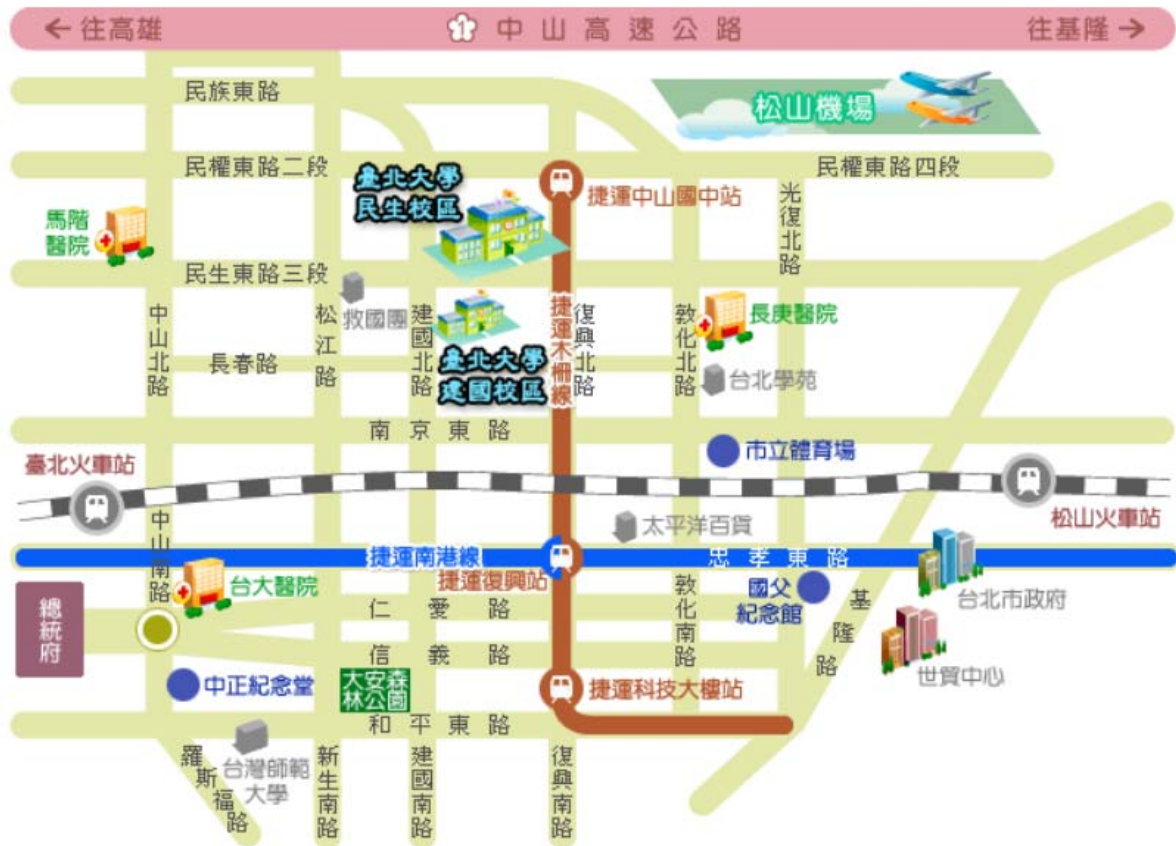 往高雄
1 中山高速公路
往基隆
民族東路
松山機場
民權東路二段
民權東路四段
臺北大學
民生校區
捷運中山國中站
光復北路
馬階
醫院
民生東路三段
中山北路
松江路
救國團
建國北路
捷運木柵線
復興北路
敦化北路
長庚醫院
長春路
臺北大學
建國校區
台北學苑
南京東路
市立體育場
臺北火車站
松山火車站
中山南路
太平洋百貨
捷運南港線
忠孝東路
捷運復興站
台大醫院
總統府
仁愛路
敦化南路
國父
紀念館
基隆路
台北市政府
信義路
世貿中心
中正紀念堂
大安森
林公園
捷運科技大樓站
和平東路
羅斯福路
台灣師範
大學
新生南路
建國南路
復興南路